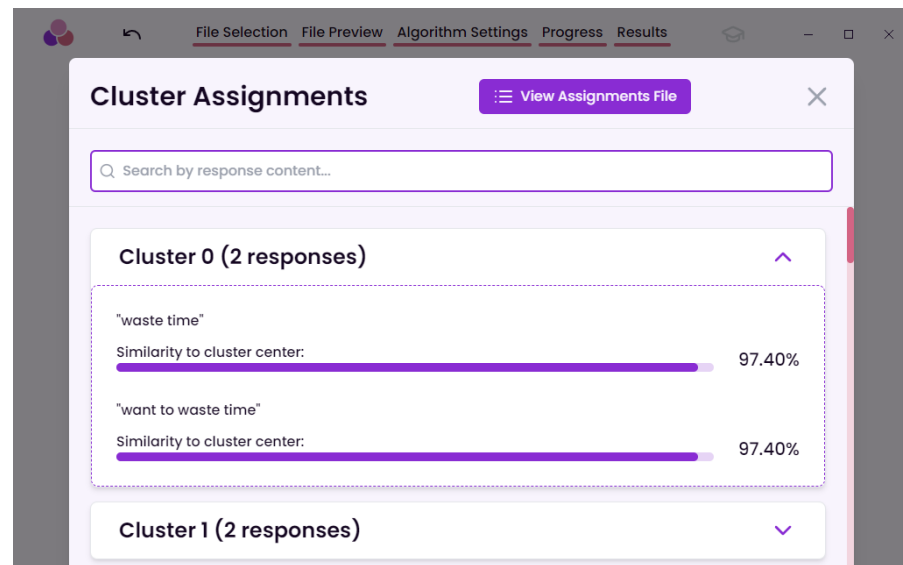 File Selection File Preview Algorithm Settings Progress Results
Cluster Assignments
View Assignments File
Search by response content...
Cluster 0 (2 responses)
"waste time"
Similarity to cluster center:
97.40%
"want to waste time"
Similarity to cluster center:
97.40%
Cluster 1 (2 responses)